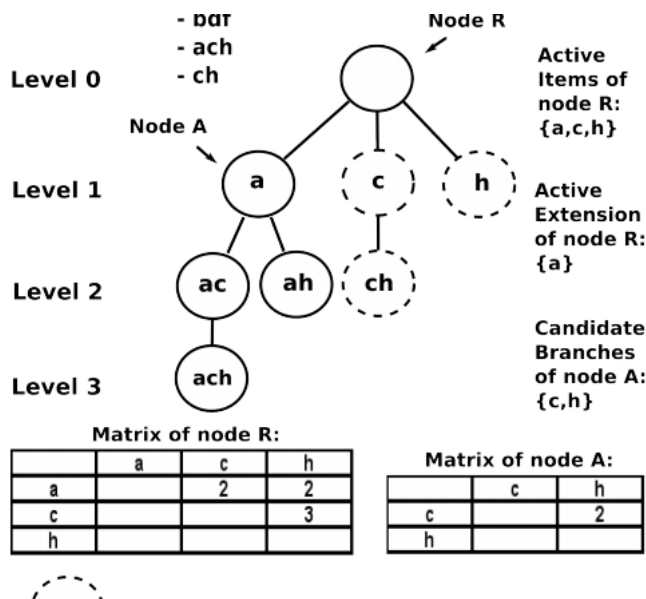 - bdf
- ach
- ch
Node R
Level 0
Active
Items of
node R:
{a,c,h}
Node A
Level 1
a
c
h
Active
Extension
of node R:
{a}
Level 2
ac
ah
ch
Candidate
Branches
of node A:
{c,h}
Level 3
ach
Matrix of node R:
a c h
a 2 2
c 3
h
Matrix of node A:
c h
c 2
h